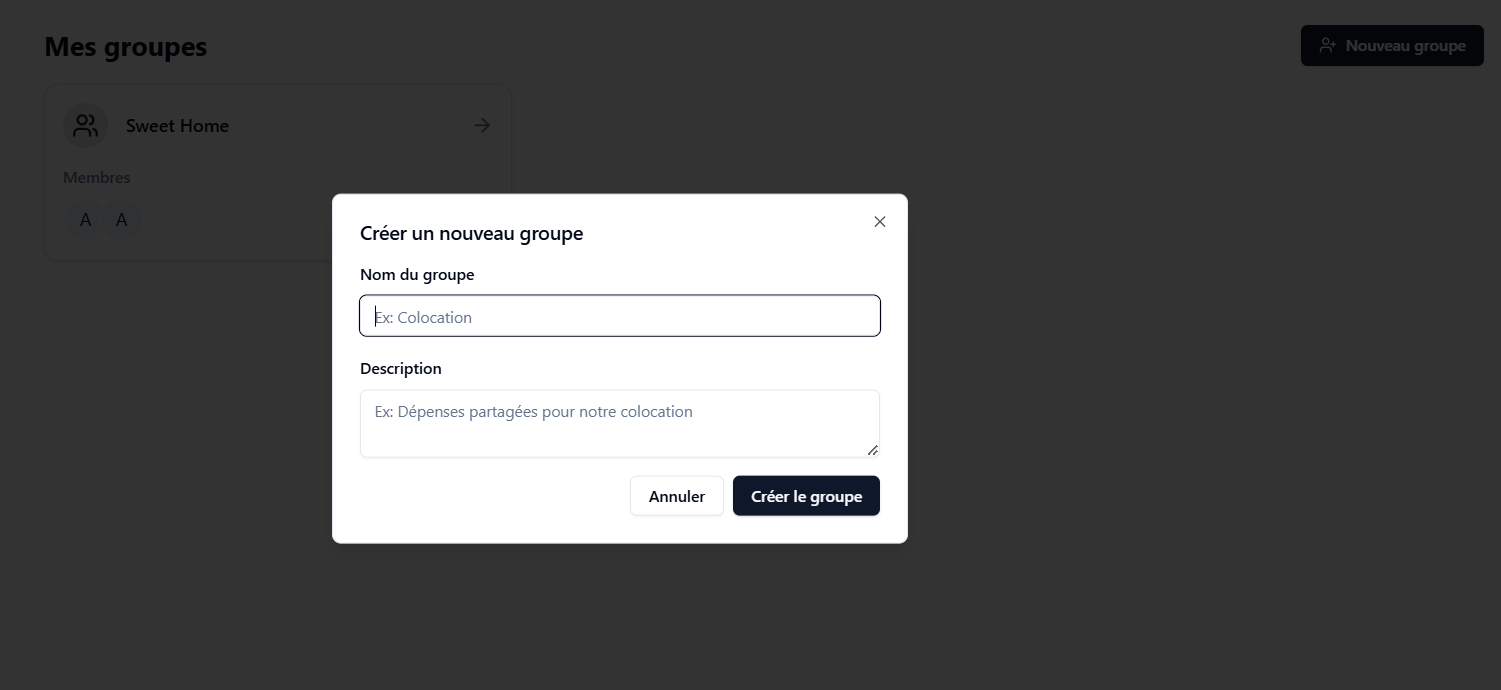 Mes groupes
Nouveau groupe
Sweet Home
Membres
A A
Créer un nouveau groupe
Nom du groupe
Ex: Colocation
Description
Ex: Dépenses partagées pour notre colocation
Annuler
Créer le groupe